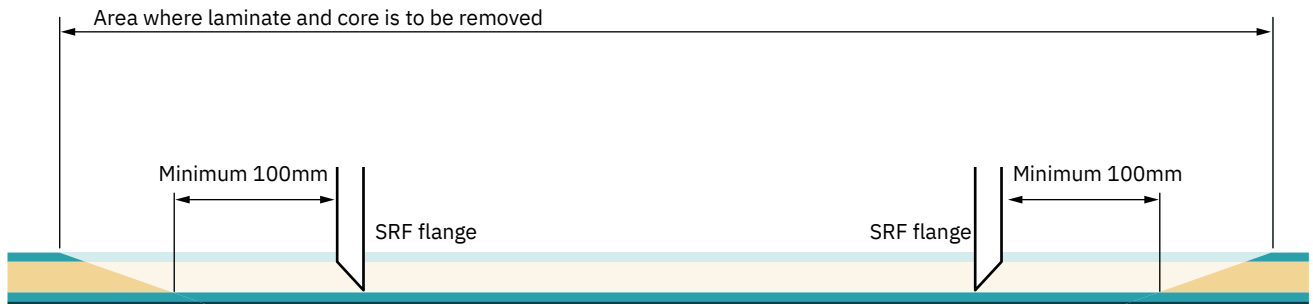 Area where laminate and core is to be removed
Minimum 100mm
Minimum 100mm
SRF flange
SRF flange